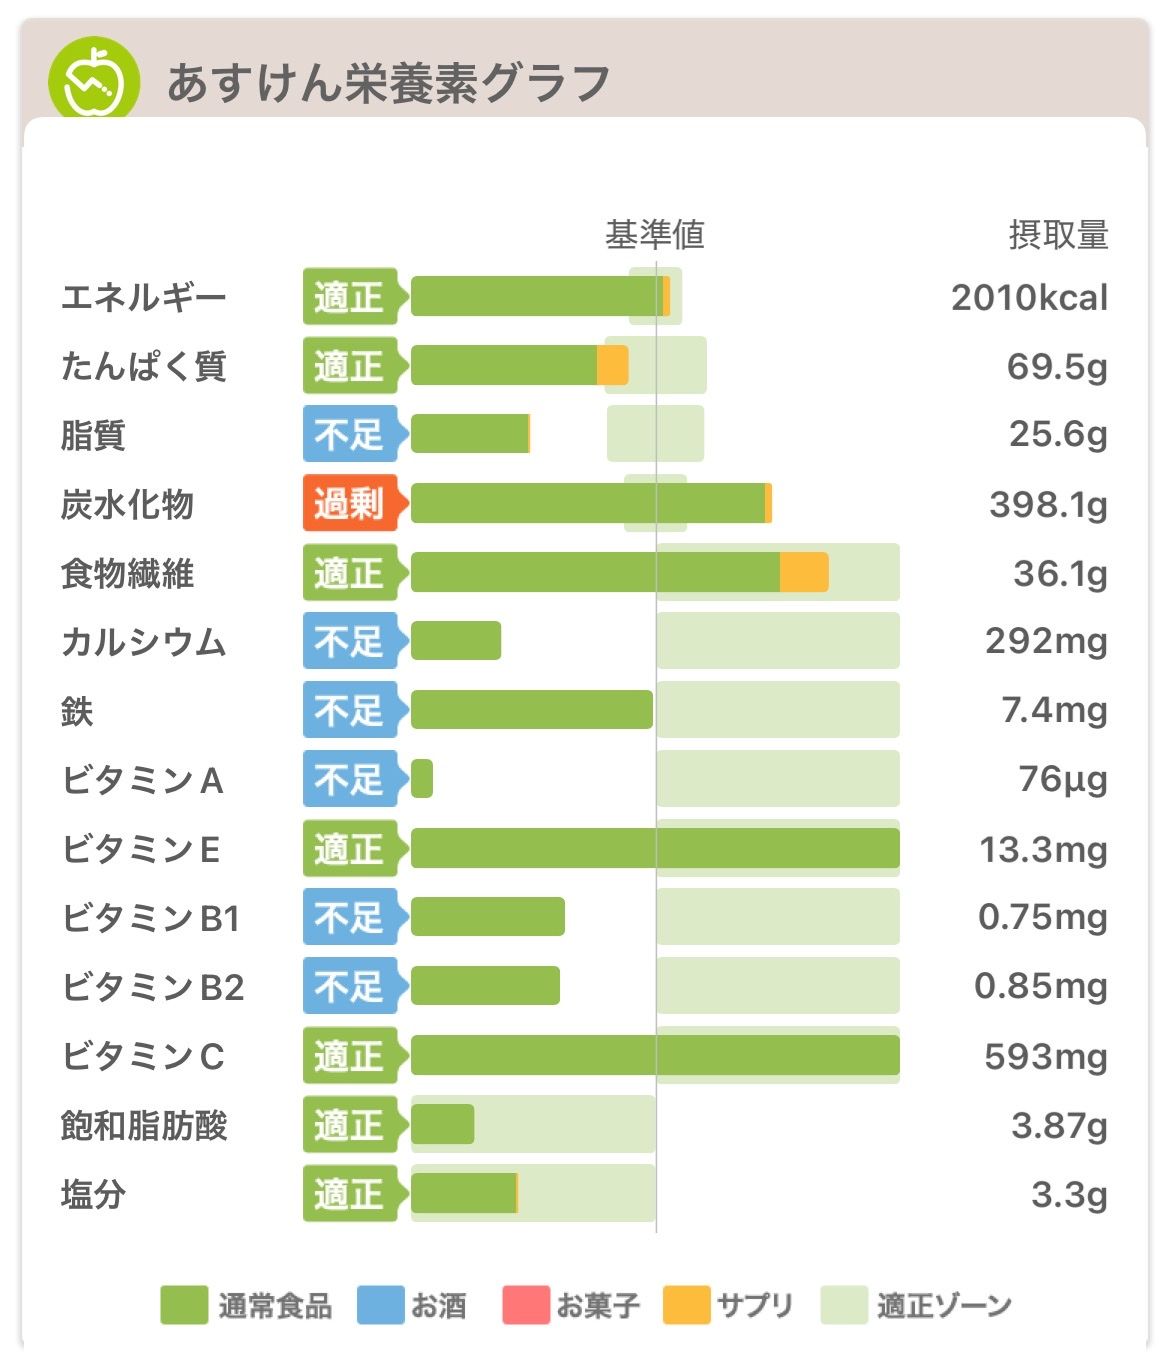 あすけん栄養素グラフ
基準値 摂取量
エネルギー 適正 2010kcal
たんぱく質 適正 69.5g
脂質 不足 25.6g
炭水化物 過剰 398.1g
食物繊維 適正 36.1g
カルシウム 不足 292mg
鉄 不足 7.4mg
ビタミンA 不足 76μg
ビタミンE 適正 13.3mg
ビタミンB1 不足 0.75mg
ビタミンB2 不足 0.85mg
ビタミンC 適正 593mg
飽和脂肪酸 適正 3.87g
塩分 適正 3.3g
通常食品 お酒 お菓子 サプリ 適正ゾーン